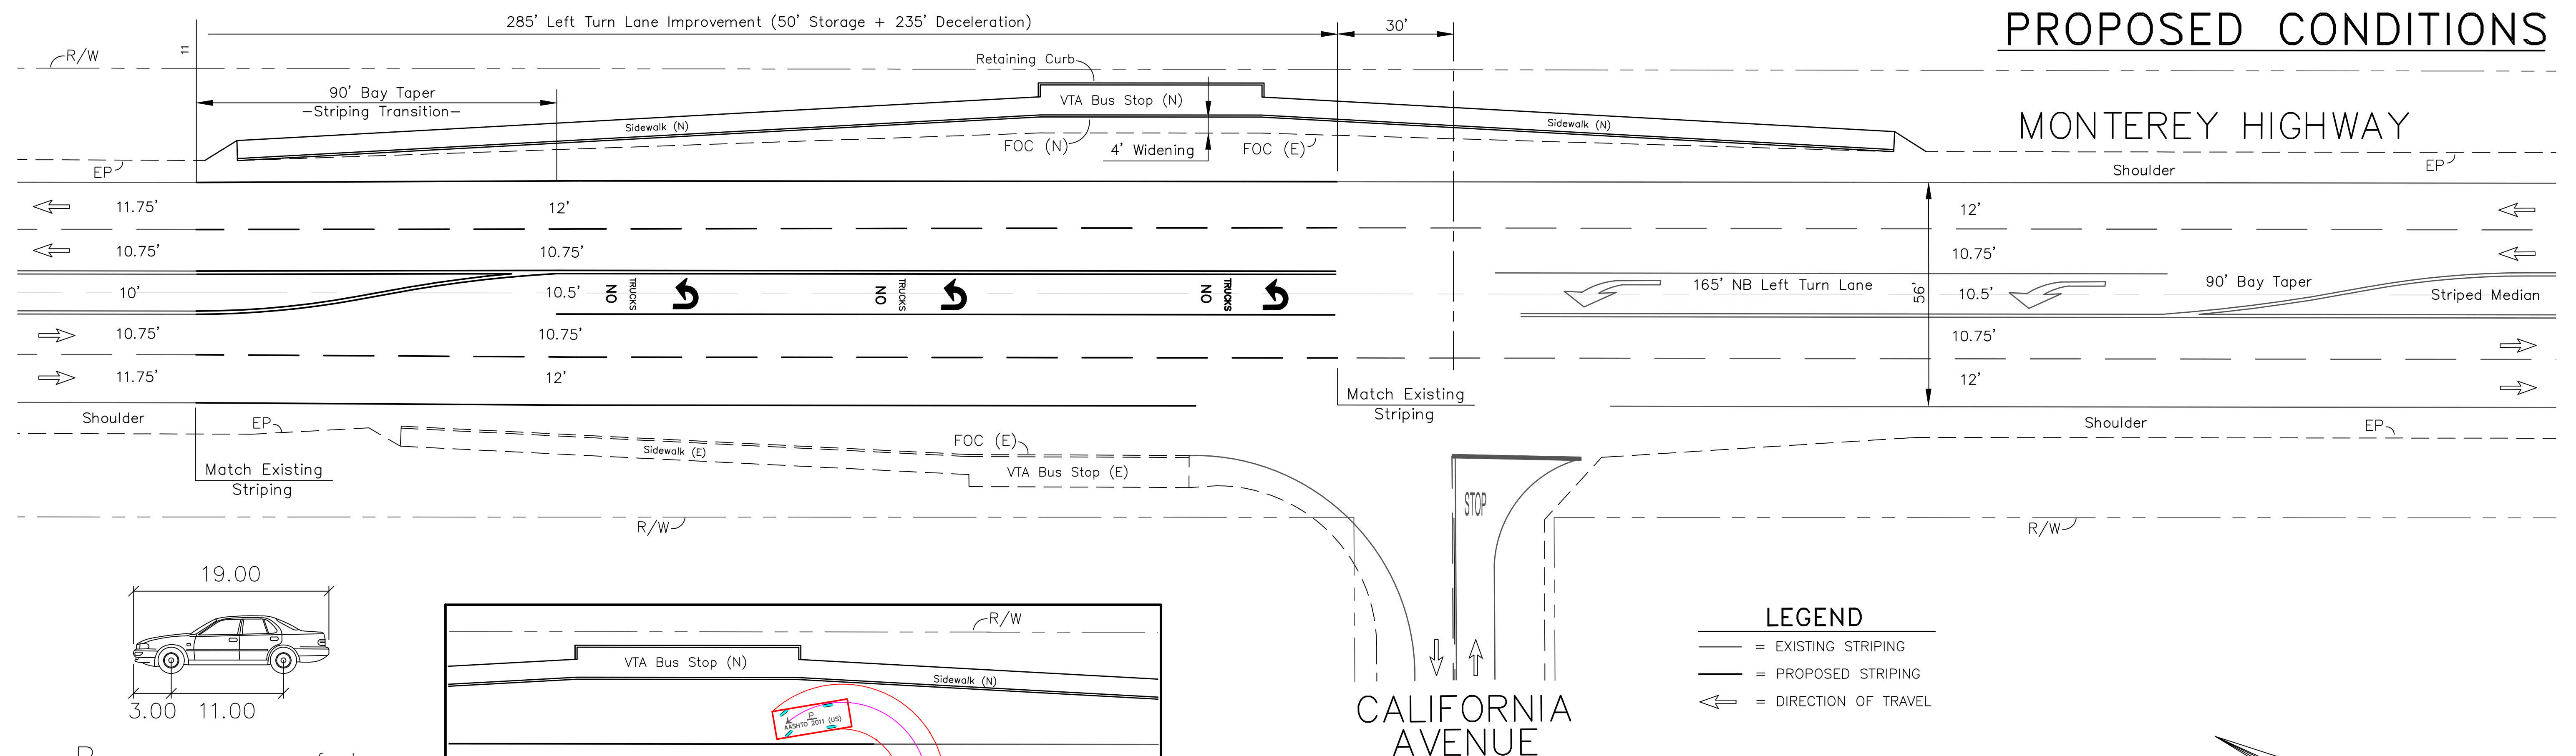 PROPOSED CONDITIONS
285' Left Turn Lane Improvement (50' Storage + 235' Deceleration)
30'
11
R/W
Retaining Curb
90' Bay Taper
-Striping Transition-
VTA Bus Stop (N)
Sidewalk (N)
Sidewalk (N)
MONTEREY HIGHWAY
FOC (N)
4' Widening
FOC (E)
EP
Shoulder
EP
11.75'
12'
12'
10.75'
10.75'
10.75'
10'
10.5'
NO
TRUCKS
NO
TRUCKS
NO
TRUCKS
165' NB Left Turn Lane
56'
10.5'
90' Bay Taper
Striped Median
10.75'
10.75'
10.75'
11.75'
12'
12'
Match Existing
Striping
Shoulder
EP
FOC (E)
Sidewalk (E)
VTA Bus Stop (E)
Shoulder
EP
Match Existing
Striping
STOP
R/W
R/W
19.00
3.00
11.00
R/W
VTA Bus Stop (N)
Sidewalk (N)
P
AASHTO 2011 (US)
CALIFORNIA
AVENUE
LEGEND
= EXISTING STRIPING
= PROPOSED STRIPING
= DIRECTION OF TRAVEL